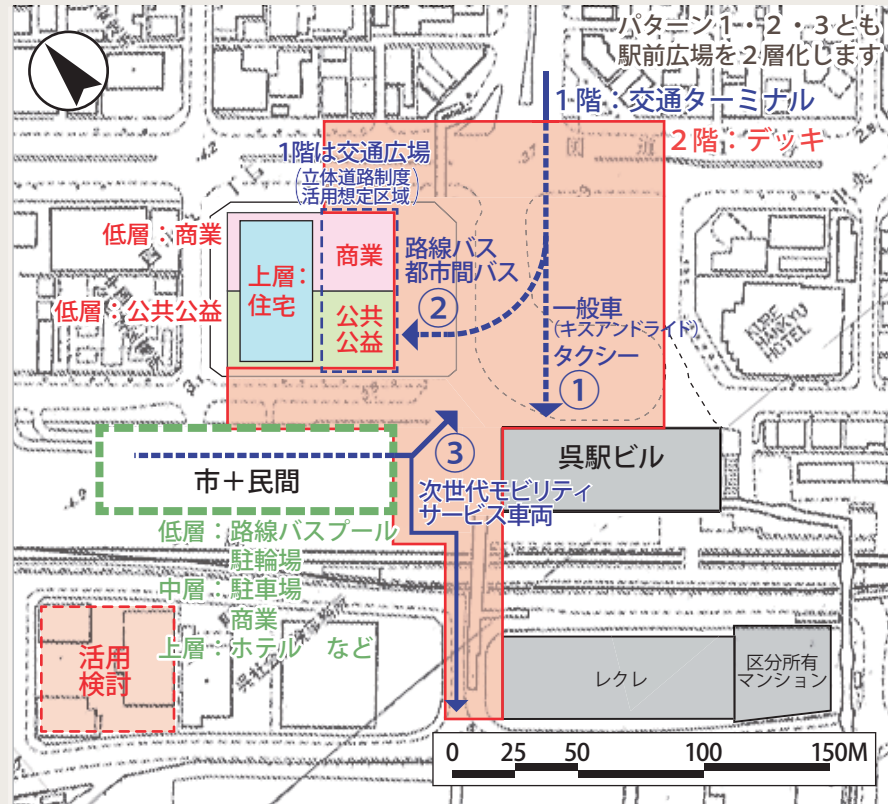 パターン1・2・3とも
駅前広場を2層化します
1階：交通ターミナル
2階：デッキ
1階は交通広場
(立体道路制度
活用想定区域)
低層：商業
上層：
住宅
商業
路線バス
都市間バス
②
低層：公共公益
公共
公益
一般車
(キスアンドライド)
タクシー
①
KURE
HANKYU
HOTEL
③
次世代モビリティ
サービス車両
呉駅ビル
市＋民間
低層：路線バスプール
駐輪場
中層：駐車場
商業
上層：ホテル など
活用
検討
レクレ
区分所有
マンション
0 25 50 100 150M